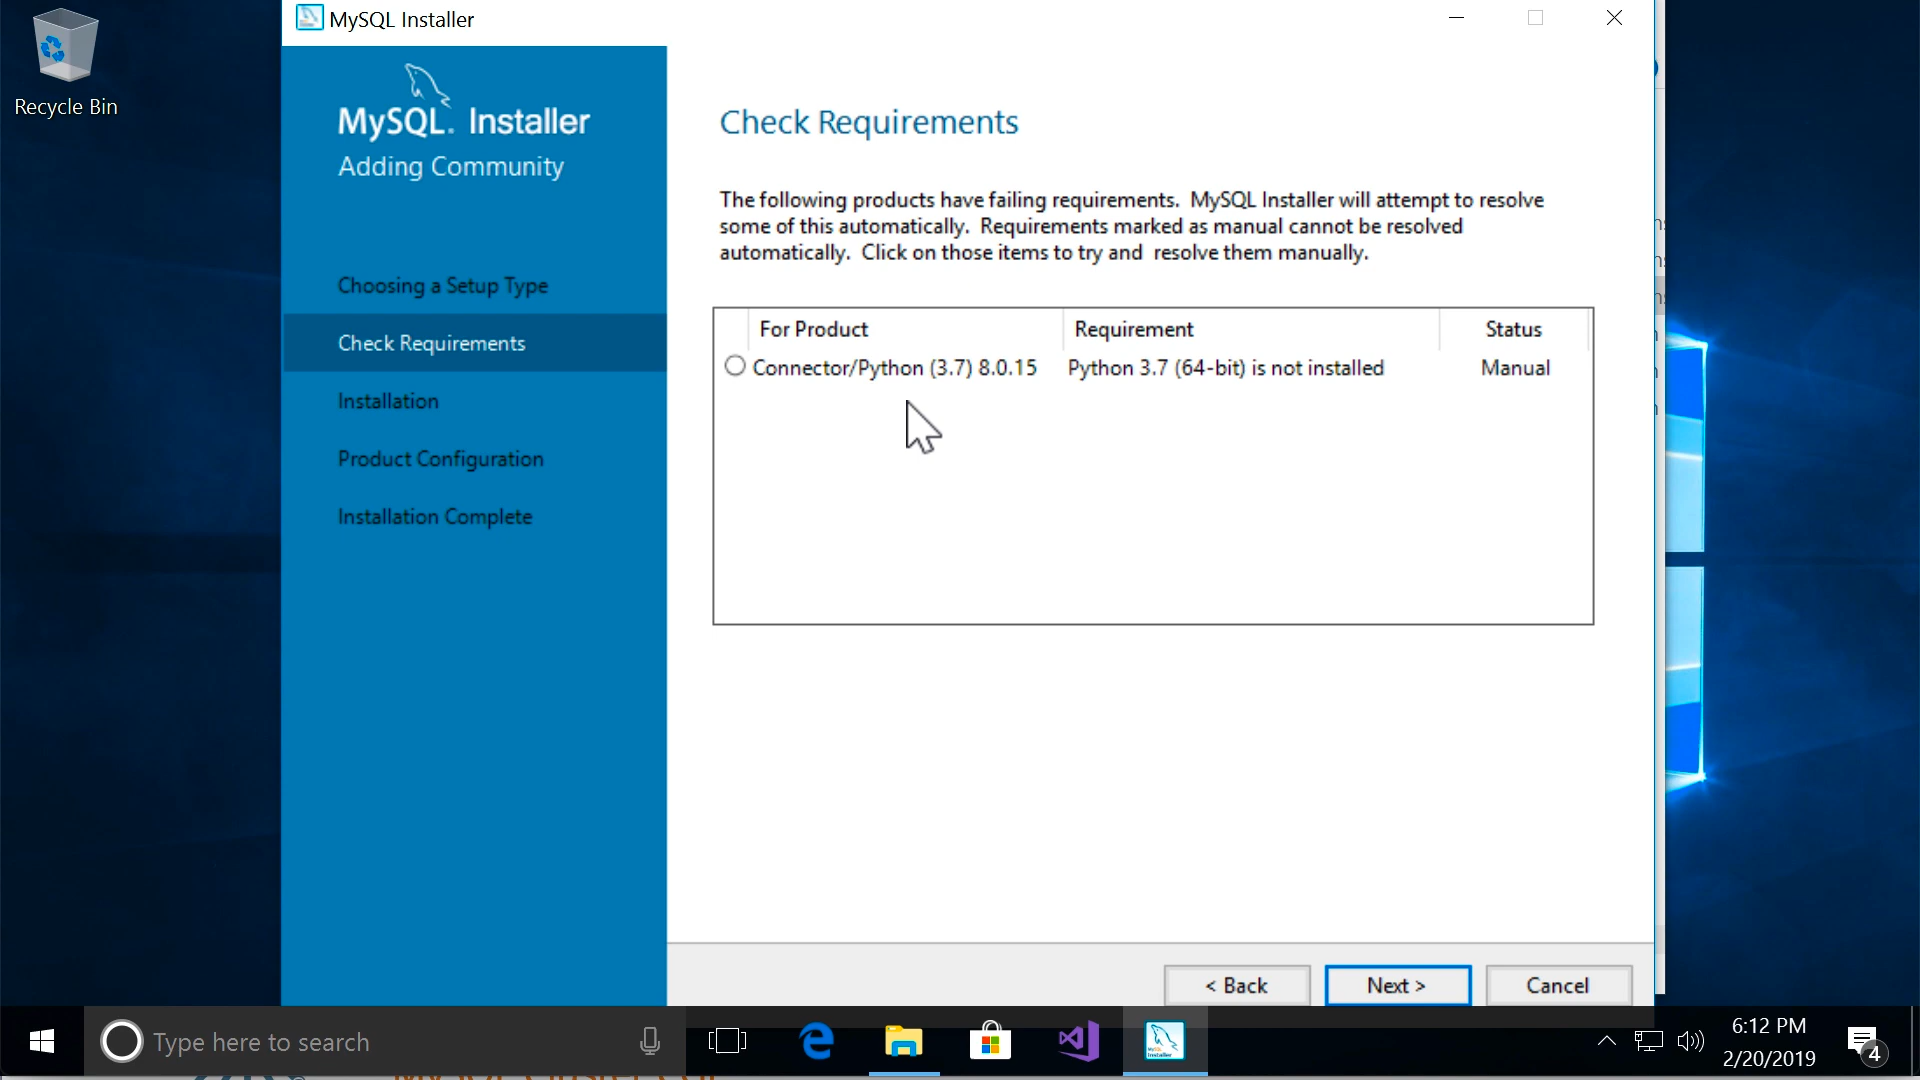 Recycle Bin
MySQL Installer
MySQL. Installer
Adding Community
Choosing a Setup Type
Check Requirements
Installation
Product Configuration
Installation Complete
Check Requirements
The following products have failing requirements. MySQL Installer will attempt to resolve
some of this automatically. Requirements marked as manual cannot be resolved
automatically. Click on those items to try and resolve them manually.
For Product Requirement Status
Connector/Python (3.7) 8.0.15 Python 3.7 (64-bit) is not installed Manual
< Back Next > Cancel
Type here to search
6:12 PM
2/20/2019
4